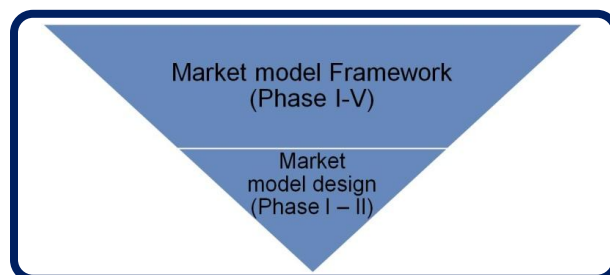 Market model Framework
(Phase I-V)
Market
model design
(Phase I – II)